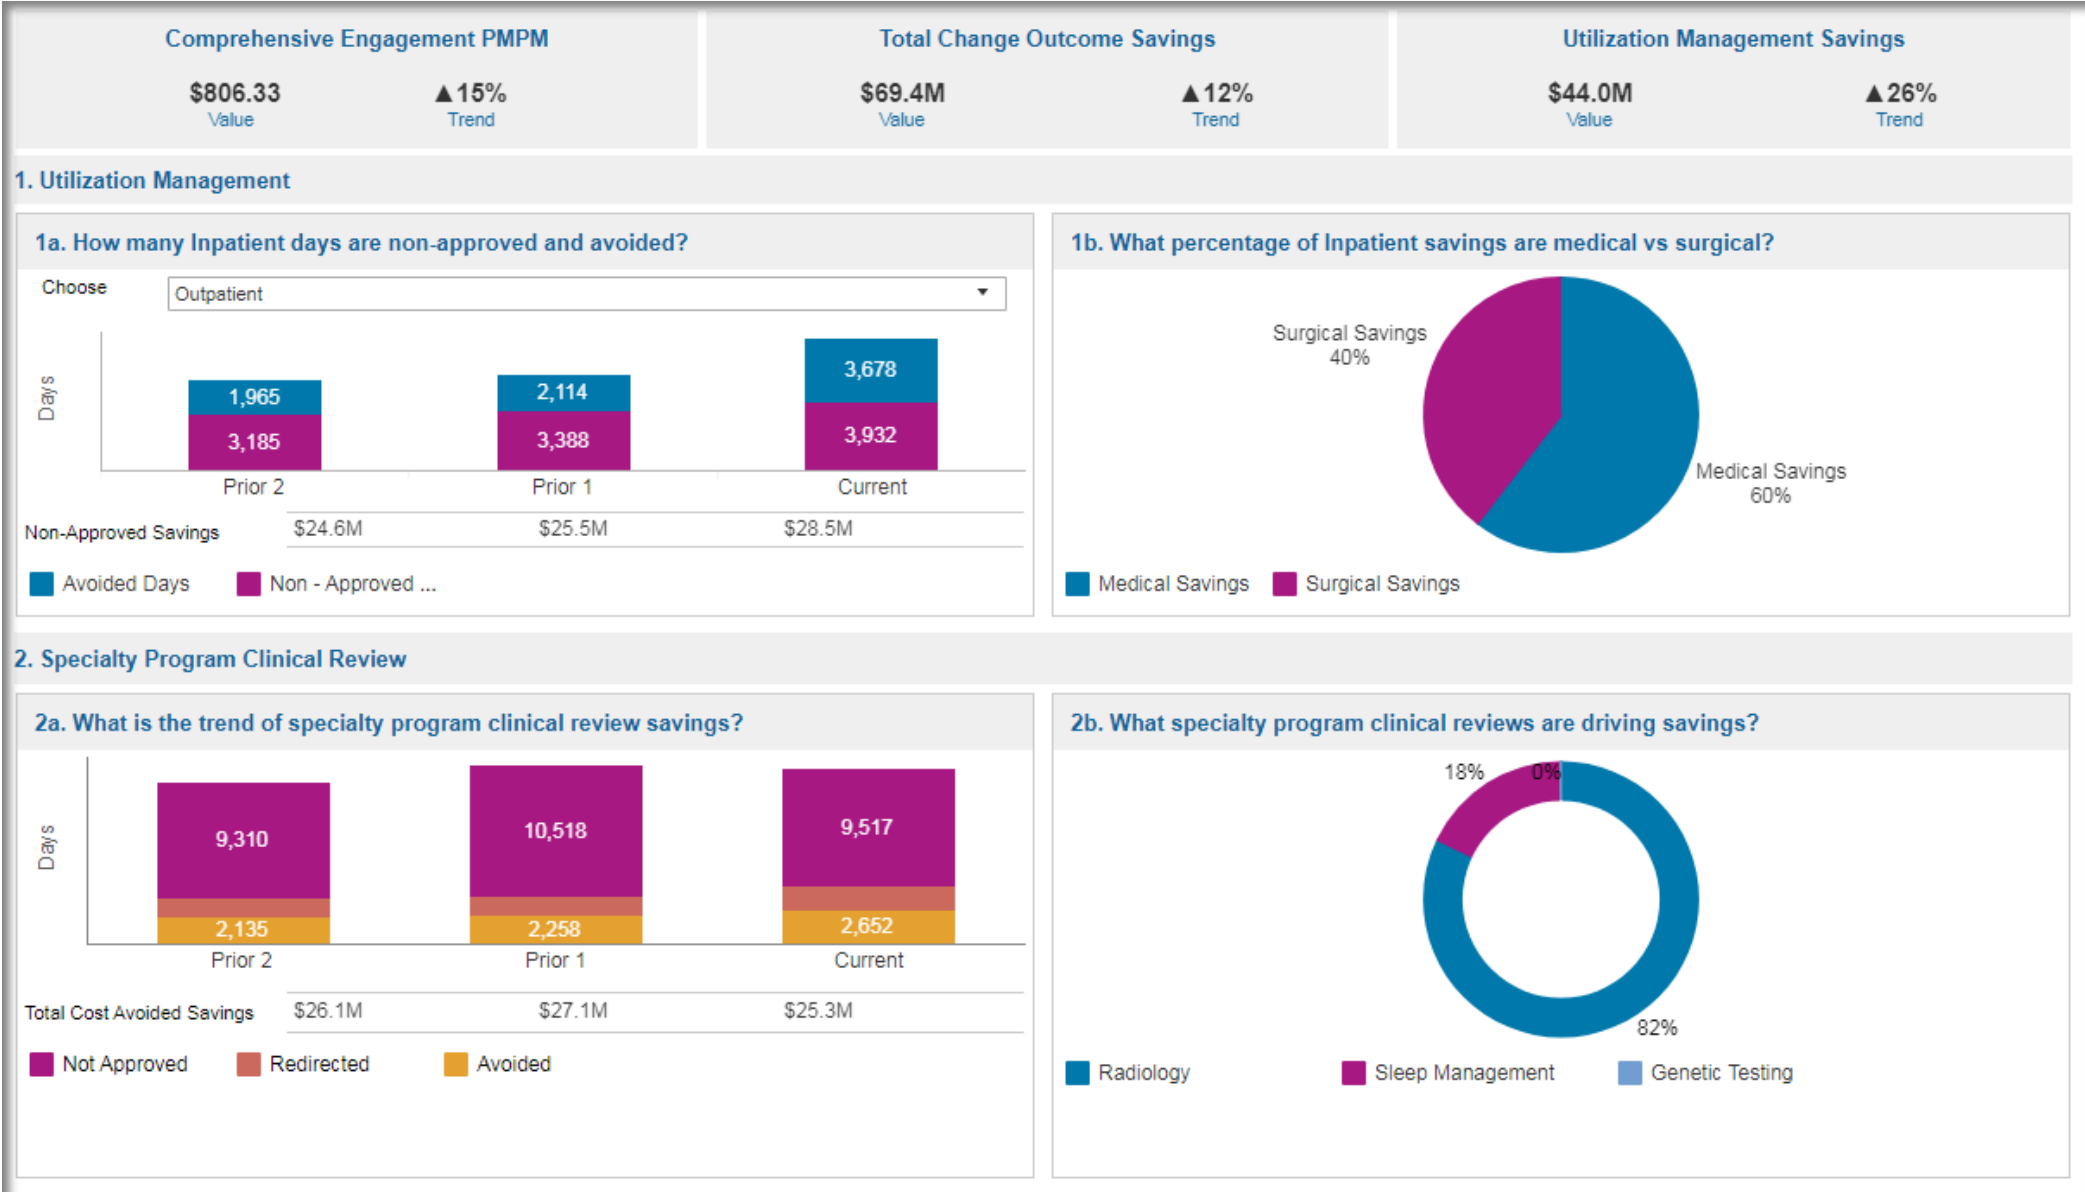 Comprehensive Engagement PMPM
$806.33 ▲15%
Value Trend
Total Change Outcome Savings
$69.4M ▲12%
Value Trend
Utilization Management Savings
$44.0M ▲26%
Value Trend
1. Utilization Management
1a. How many Inpatient days are non-approved and avoided?
Choose Outpatient
Days
1,965 2,114 3,678
3,185 3,388 3,932
Prior 2 Prior 1 Current
Non-Approved Savings $24.6M $25.5M $28.5M
Avoided Days Non - Approved ...
1b. What percentage of Inpatient savings are medical vs surgical?
Surgical Savings
40%
Medical Savings
60%
Medical Savings Surgical Savings
2. Specialty Program Clinical Review
2a. What is the trend of specialty program clinical review savings?
Days
9,310 10,518 9,517
2,135 2,258 2,652
Prior 2 Prior 1 Current
Total Cost Avoided Savings $26.1M $27.1M $25.3M
Not Approved Redirected Avoided
2b. What specialty program clinical reviews are driving savings?
18% 0%
82%
Radiology Sleep Management Genetic Testing